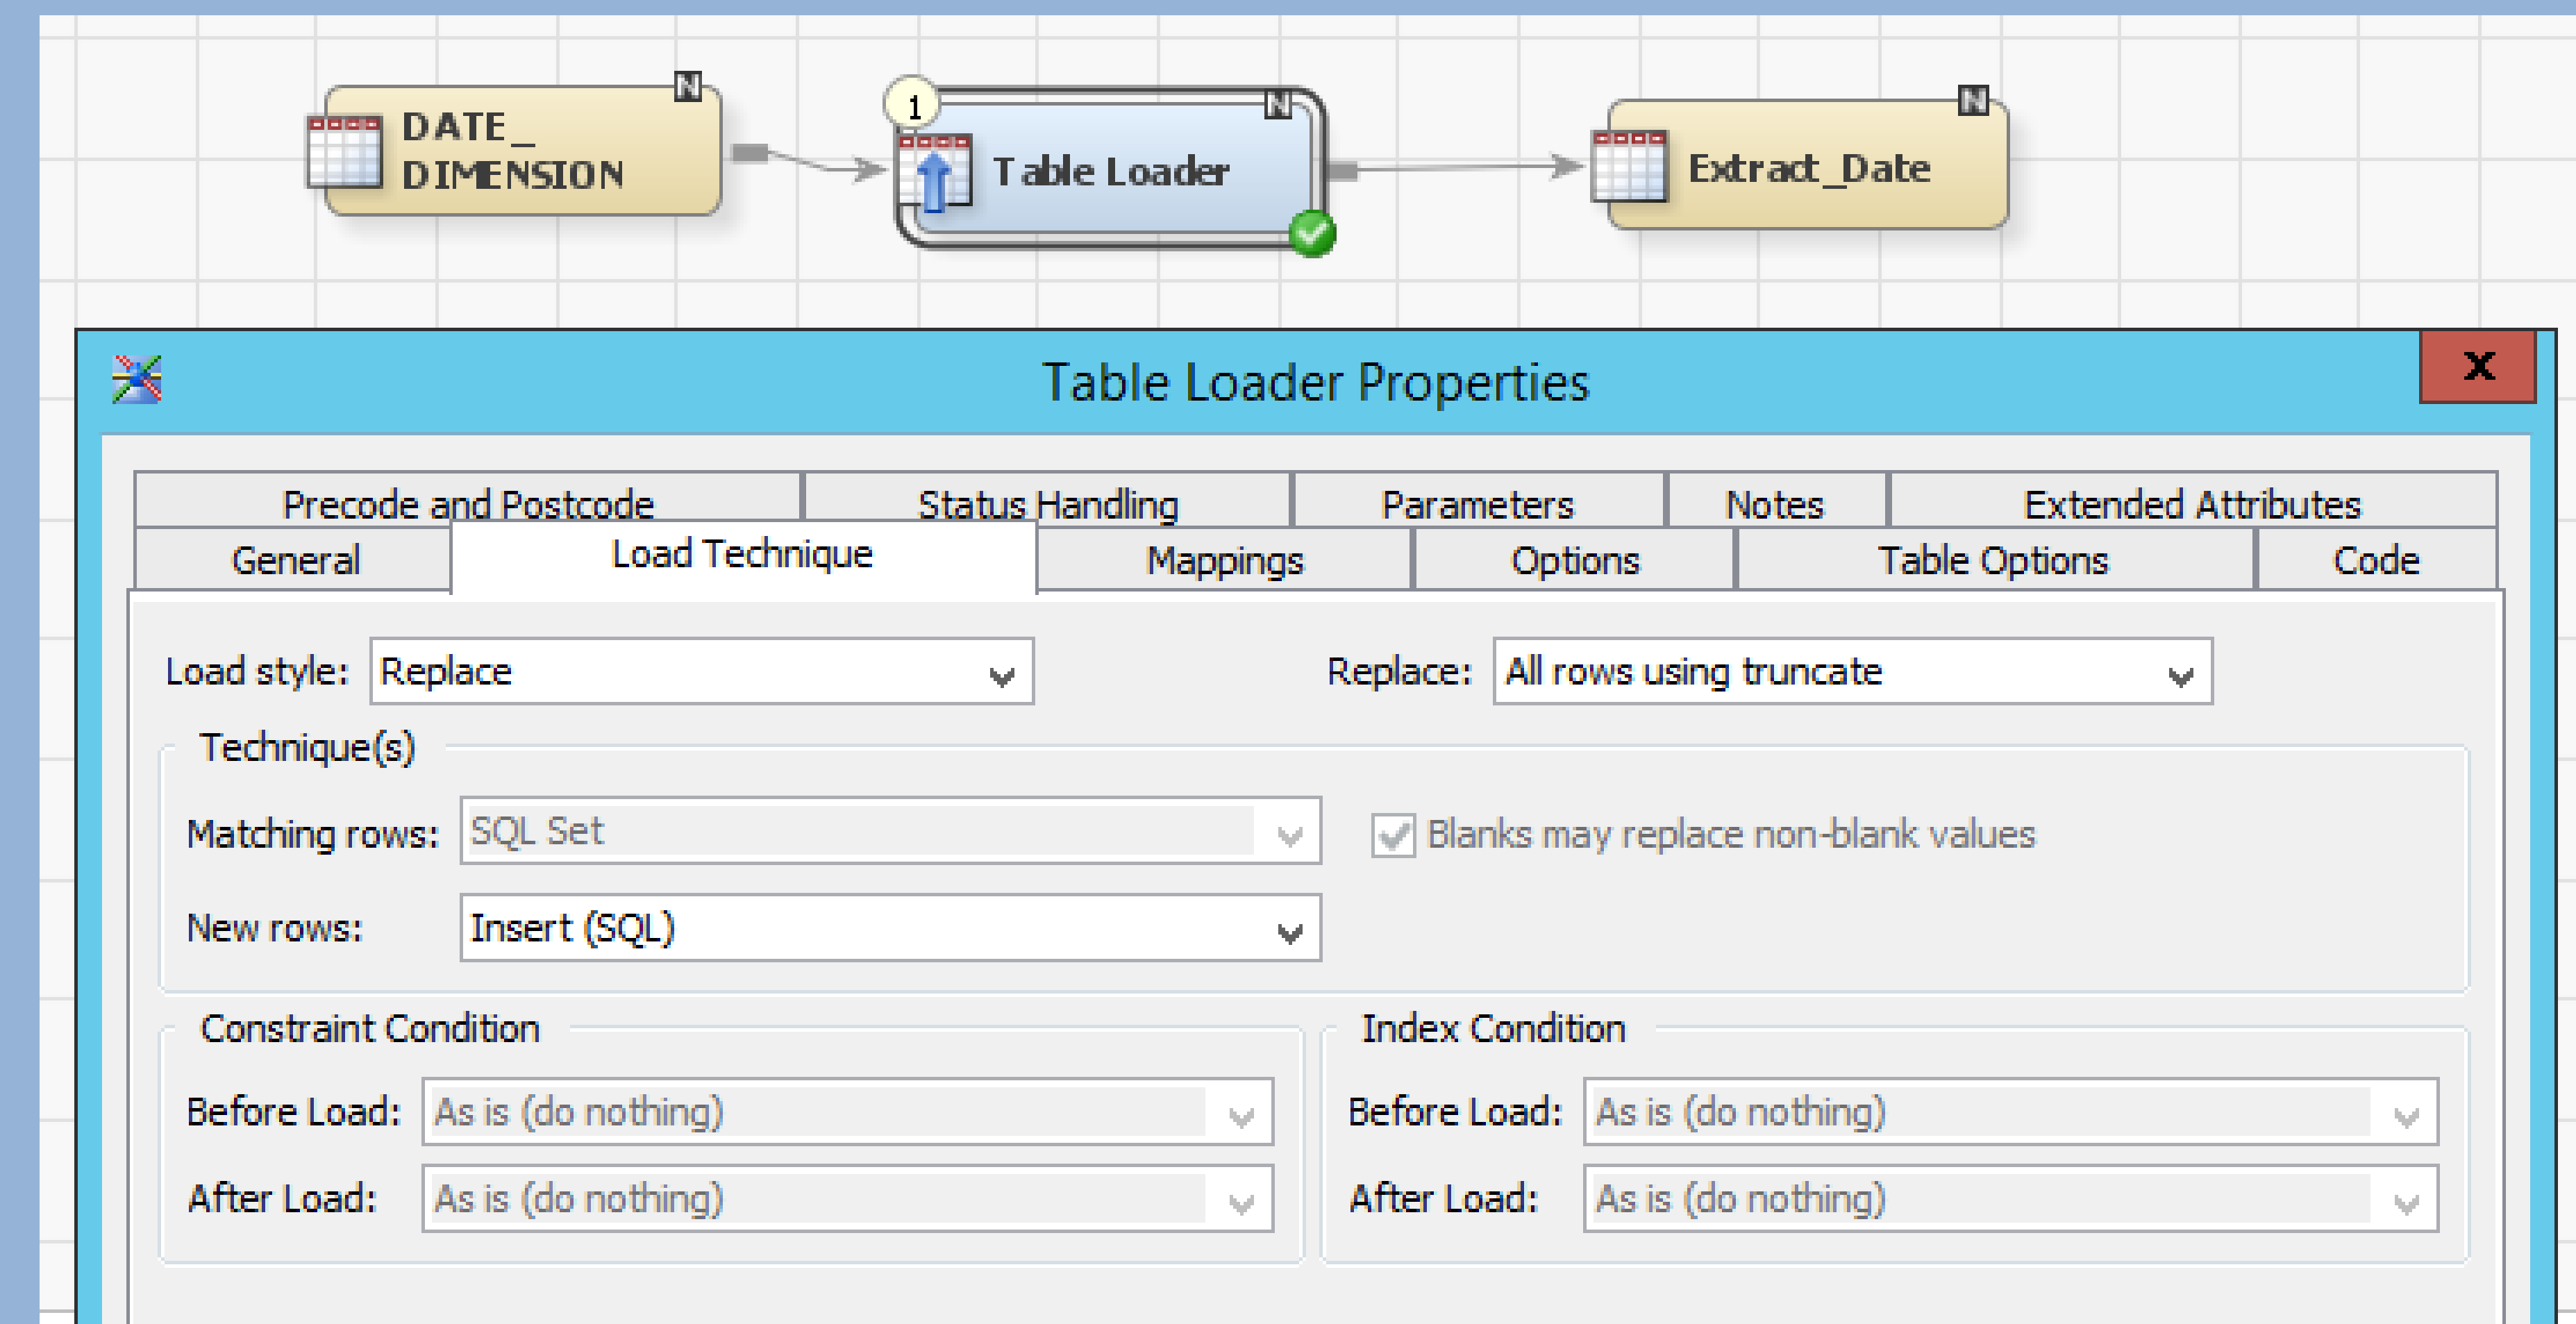 DATE_
DIMENSION
N
1
Table Loader
N
Extract_Date
N
Table Loader Properties
x
Precode and Postcode Status Handling Parameters Notes Extended Attributes
General Load Technique Mappings Options Table Options Code
Load style: Replace Replace: All rows using truncate
Technique(s)
Matching rows: SQL Set Blanks may replace non-blank values
New rows: Insert (SQL)
Constraint Condition
Before Load: As is (do nothing)
After Load: As is (do nothing)
Index Condition
Before Load: As is (do nothing)
After Load: As is (do nothing)